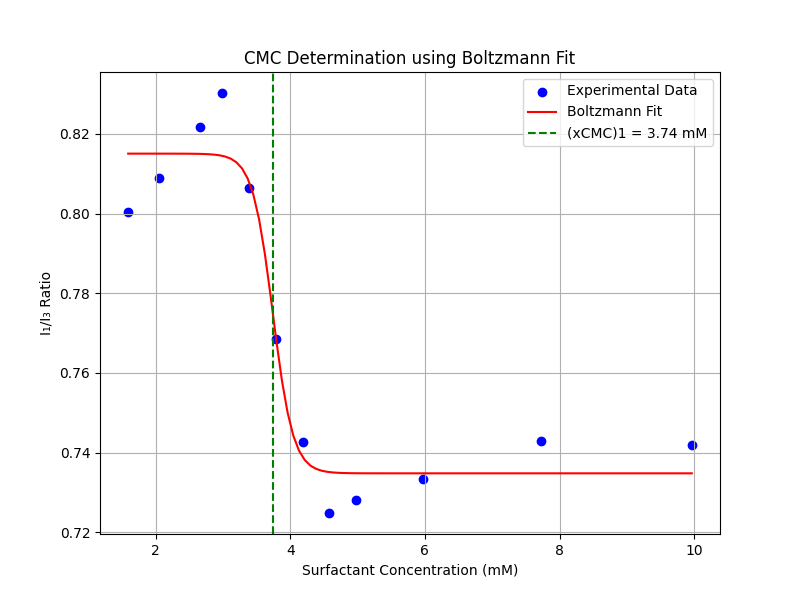 CMC Determination using Boltzmann Fit
Experimental Data
Boltzmann Fit
(xCMC)1 = 3.74 mM
0.82
0.80
0.78
0.76
0.74
0.72
I₁/I₃ Ratio
2
4
6
8
10
Surfactant Concentration (mM)